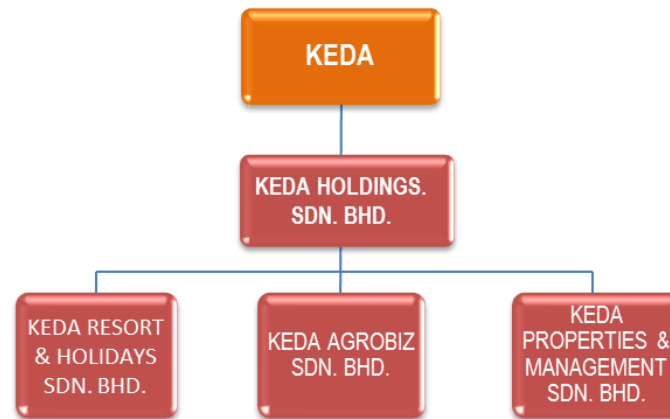 KEDA
KEDA HOLDINGS.
SDN. BHD.
KEDA RESORT
& HOLIDAYS
SDN. BHD.
KEDA AGROBIZ
SDN. BHD.
KEDA
PROPERTIES &
MANAGEMENT
SDN. BHD.